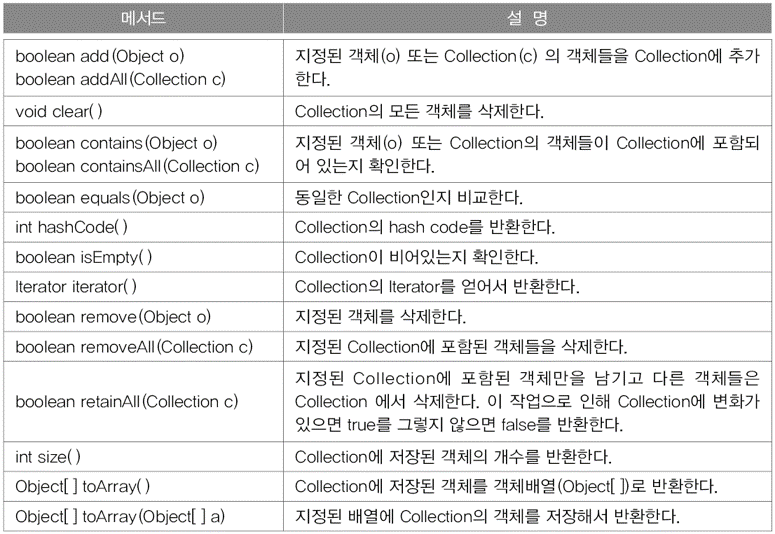 메서드 설 명
boolean add(Object o)
boolean addAll(Collection c)
지정된 객체(o) 또는 Collection(c) 의 객체들을 Collection에 추가
한다.
void clear( )
Collection의 모든 객체를 삭제한다.
boolean contains(Object o)
boolean containsAll(Collection c)
지정된 객체(o) 또는 Collection의 객체들이 Collection에 포함되
어 있는지 확인한다.
boolean equals(Object o)
동일한 Collection인지 비교한다.
int hashCode( )
Collection의 hash code를 반환한다.
boolean isEmpty( )
Collection이 비어있는지 확인한다.
Iterator iterator( )
Collection의 Iterator를 얻어서 반환한다.
boolean remove(Object o)
지정된 객체를 삭제한다.
boolean removeAll(Collection c)
지정된 Collection에 포함된 객체들을 삭제한다.
boolean retainAll(Collection c)
지정된 Collection에 포함된 객체만을 남기고 다른 객체들은
Collection 에서 삭제한다. 이 작업으로 인해 Collection에 변화가
있으면 true를 그렇지 않으면 false를 반환한다.
int size( )
Collection에 저장된 객체의 개수를 반환한다.
Object[ ] toArray( )
Collection에 저장된 객체를 객체배열(Object[ ])로 반환한다.
Object[ ] toArray(Object[ ] a)
지정된 배열에 Collection의 객체를 저장해서 반환한다.